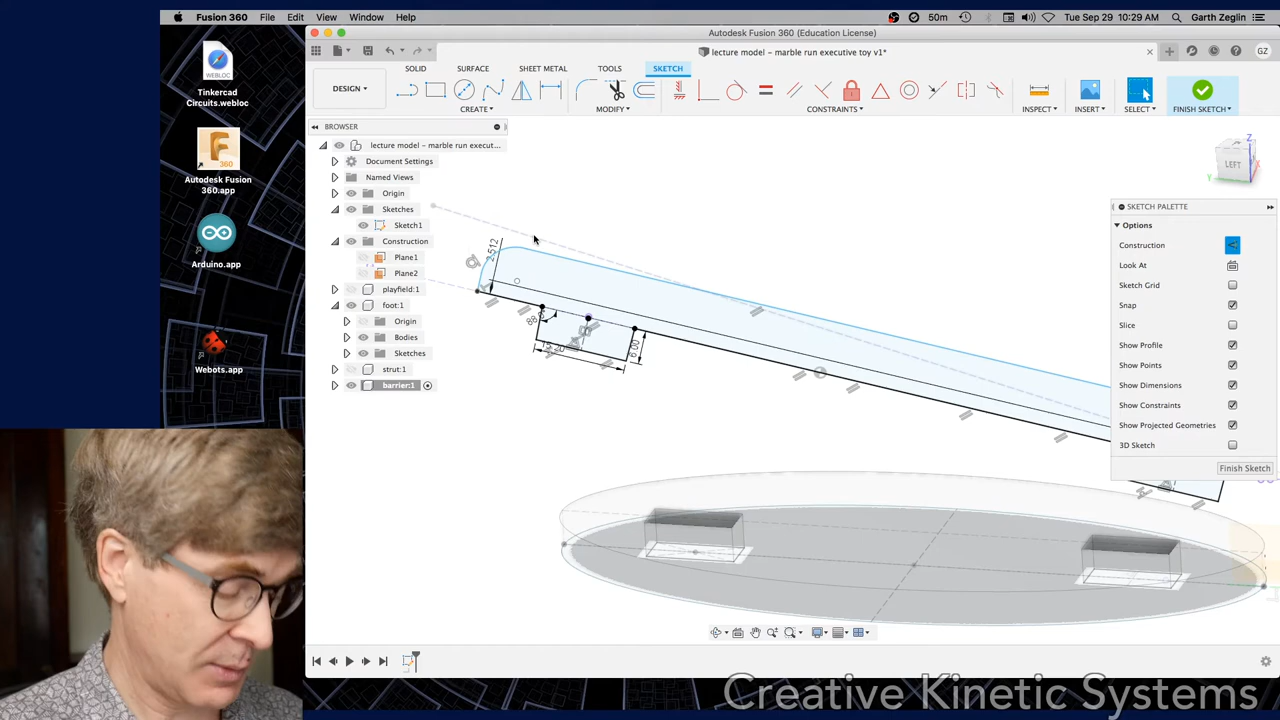 Fusion 360 File Edit View Window Help 50m Tue Sep 29 10:29 AM Garth Zeglin
Autodesk Fusion 360 (Education License)
lecture model - marble run executive toy v1* GZ
SOLID SURFACE SHEET METAL TOOLS SKETCH
DESIGN
CREATE MODIFY CONSTRAINTS INSPECT INSERT SELECT FINISH SKETCH
BROWSER
lecture model - marble run execut...
Document Settings
Named Views
Origin
Sketches
Sketch1
Construction
Plane1
Plane2
playfield:1
foot:1
Origin
Bodies
Sketches
strut:1
barrier:1
WEBLOC
Tinkercad
Circuits.webloc
360
Autodesk Fusion
360.app
Arduino.app
Webots.app
Z
LEFT
Y
X
SKETCH PALETTE
Options
Construction
Look At
Sketch Grid
Snap
Slice
Show Profile
Show Points
Show Dimensions
Show Constraints
Show Projected Geometries
3D Sketch
Finish Sketch
6.00
Creative Kinetic Systems